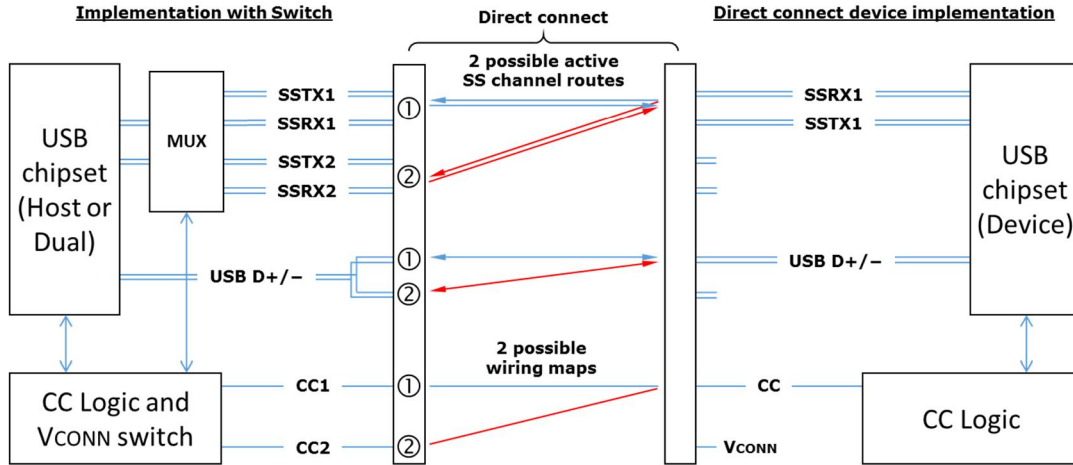 Implementation with Switch
Direct connect
Direct connect device implementation
2 possible active
SS channel routes
USB
chipset
(Host or
Dual)
MUX
SSTX1
SSRX1
SSTX2
SSRX2
①
②
SSRX1
SSTX1
USB
chipset
(Device)
USB D+/−
①
②
USB D+/−
2 possible
wiring maps
CC Logic and
VCONN switch
CC1
CC2
①
②
CC
VCONN
CC Logic